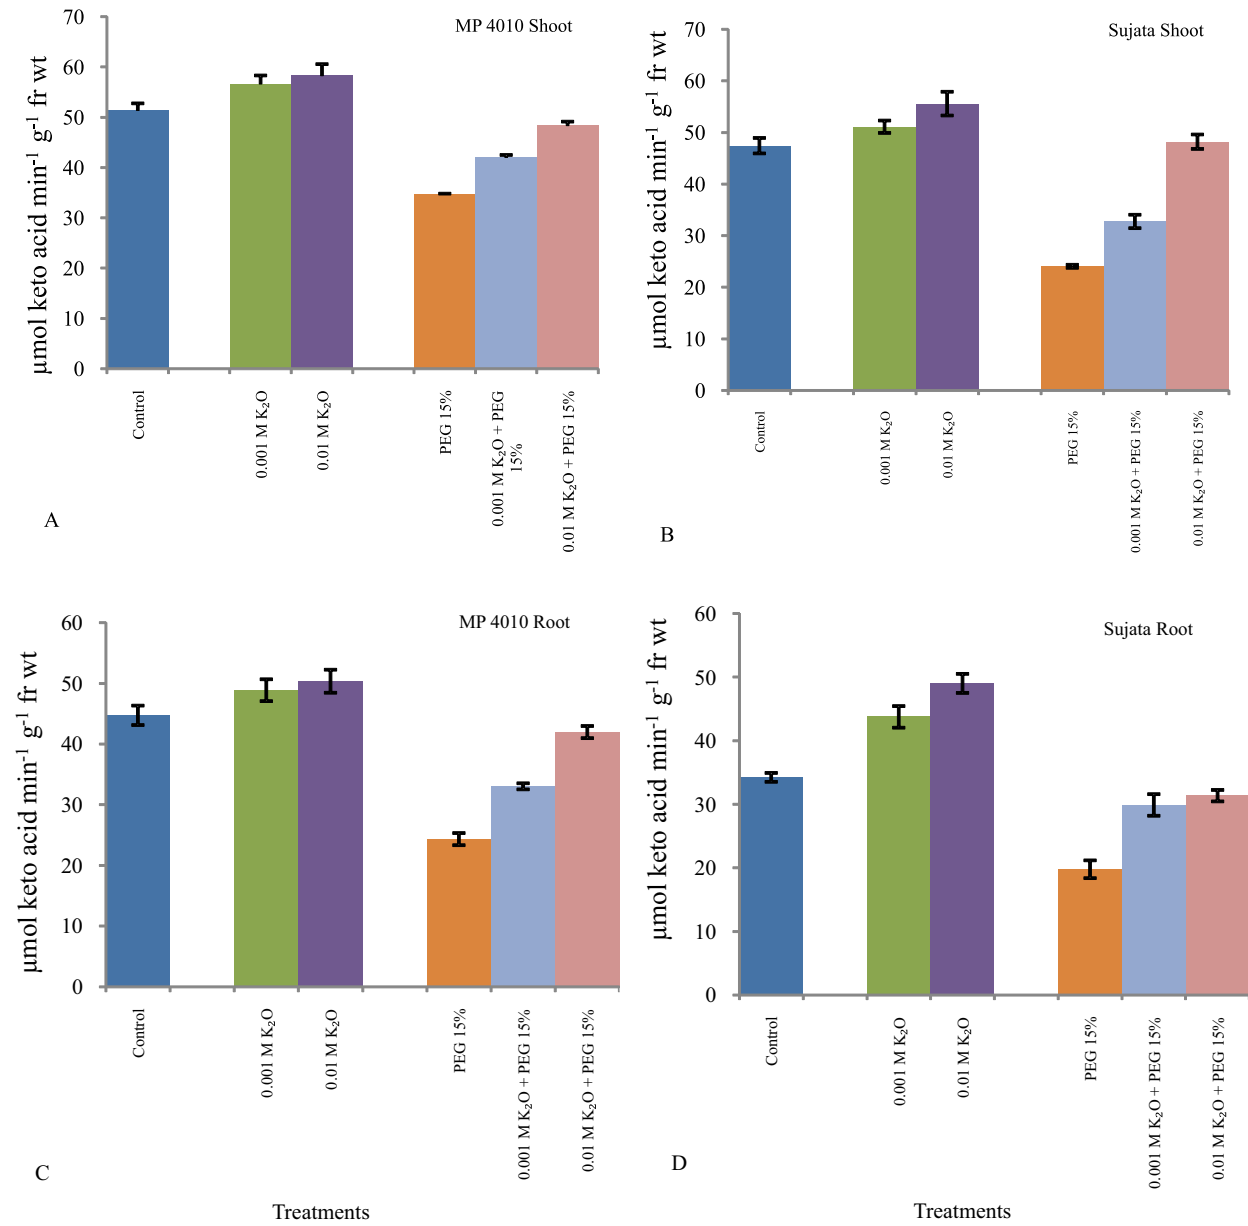 MP 4010 Shoot
µmol keto acid min⁻¹ g⁻¹ fr wt
70
60
50
40
30
20
10
0
Control
0.001 M K₂O
0.01 M K₂O
PEG 15%
0.001 M K₂O + PEG
15%
0.01 M K₂O + PEG 15%
A
Sujata Shoot
µmol keto acid min⁻¹ g⁻¹ fr wt
70
60
50
40
30
20
10
0
Control
0.001 M K₂O
0.01 M K₂O
PEG 15%
0.001 M K₂O + PEG 15%
0.01 M K₂O + PEG 15%
B
MP 4010 Root
µmol keto acid min⁻¹ g⁻¹ fr wt
60
50
40
30
20
10
0
Control
0.001 M K₂O
0.01 M K₂O
PEG 15%
0.001 M K₂O + PEG 15%
0.01 M K₂O + PEG 15%
C
Treatments
Sujata Root
µmol keto acid min⁻¹ g⁻¹ fr wt
60
50
40
30
20
10
0
Control
0.001 M K₂O
0.01 M K₂O
PEG 15%
0.001 M K₂O + PEG 15%
0.01 M K₂O + PEG 15%
D
Treatments